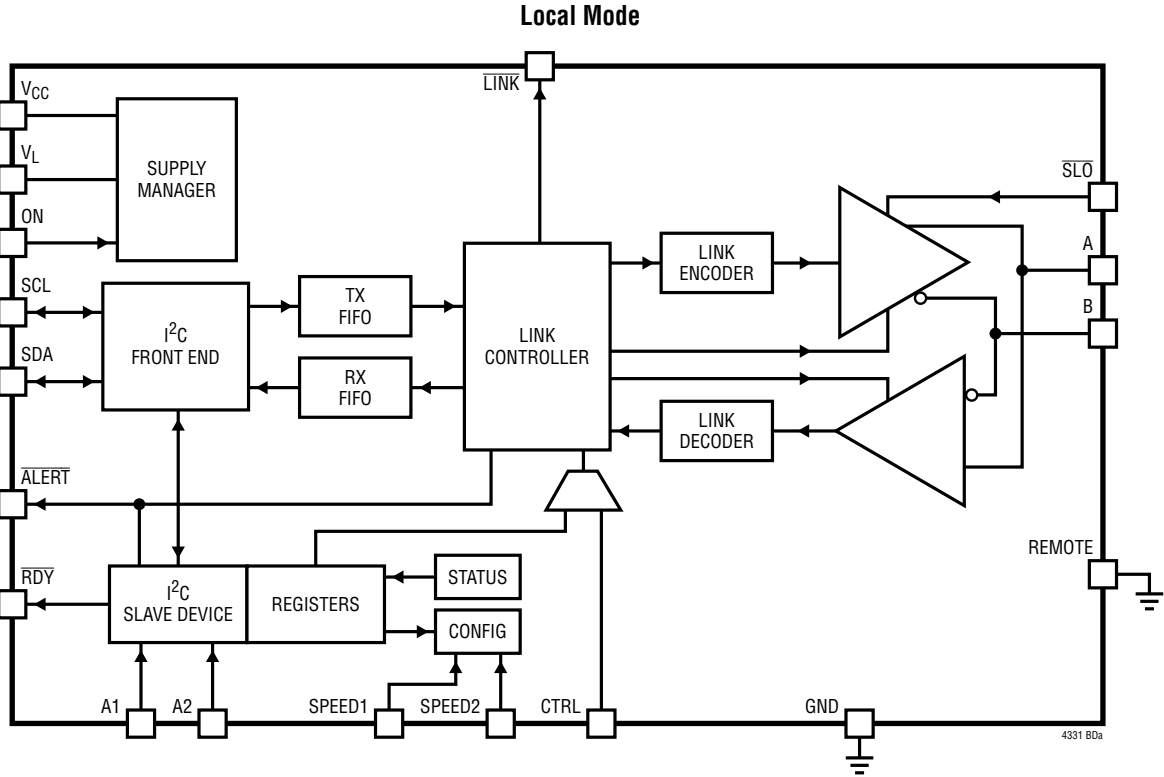 Local Mode
LINK
VCC
VL
ON
SCL
SDA
ALERT
RDY
SUPPLY
MANAGER
I2C
FRONT END
TX
FIFO
RX
FIFO
LINK
CONTROLLER
LINK
ENCODER
LINK
DECODER
SLO
A
B
REMOTE
I2C
SLAVE DEVICE
REGISTERS
STATUS
CONFIG
A1
A2
SPEED1
SPEED2
CTRL
GND
4331 BDa